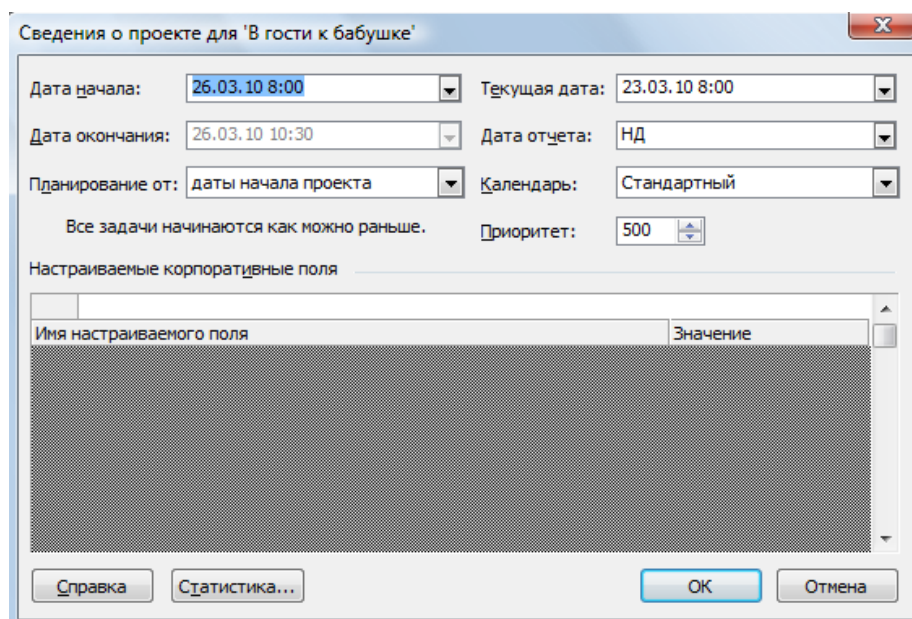 Сведения о проекте для 'В гости к бабушке'
Дата начала: 26.03.10 8:00 Текущая дата: 23.03.10 8:00
Дата окончания: 26.03.10 10:30 Дата отчета: НД
Планирование от: даты начала проекта Календарь: Стандартный
Все задачи начинаются как можно раньше. Приоритет: 500
Настраиваемые корпоративные поля
Имя настраиваемого поля Значение
Справка Статистика... ОК Отмена